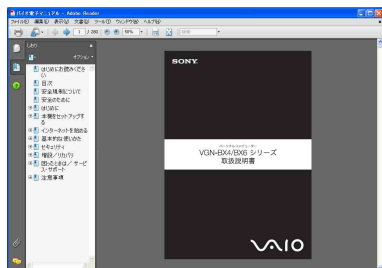 バイオ電子マニュアル - Adobe Reader
ファイル(F) 編集(E) 表示(V) 文書(D) ツール(T) ウィンドウ(W) ヘルプ(H)
1 / 280
50%
検索
しおり
オプション
はじめにお読みください
目次
安全規制について
安全のために
はじめに
本機をセットアップする
インターネットを始める
基本的な使いかた
セキュリティ
増設／リカバリ
困ったときは／サービス・サポート
注意事項
SONY
パーソナルコンピューター
VGN-BX4/BX6 シリーズ
取扱説明書
VAIO